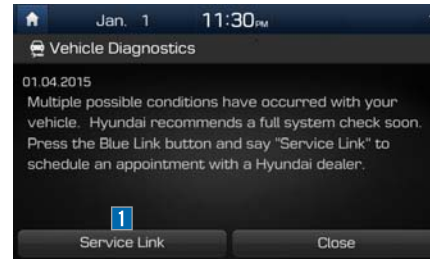 Jan. 1 11:30PM
Vehicle Diagnostics
01.04.2015
Multiple possible conditions have occurred with your
vehicle. Hyundai recommends a full system check soon.
Press the Blue Link button and say "Service Link" to
schedule an appointment with a Hyundai dealer.
1
Service Link Close